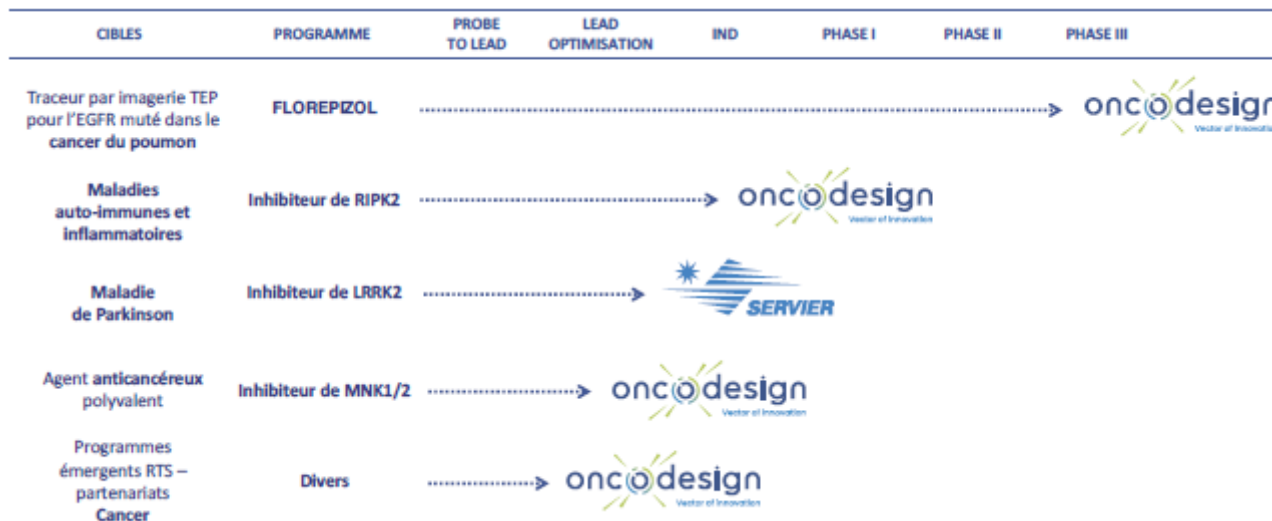 CIBLES PROGRAMME PROBE TO LEAD LEAD OPTIMISATION IND PHASE I PHASE II PHASE III
Traceur par imagerie TEP
pour l'EGFR muté dans le
cancer du poumon
FLOREPIZOL
oncodesign
Vector of Innovation
Maladies
auto-immunes et
inflammatoires
Inhibiteur de RIPK2
oncodesign
Vector of Innovation
Maladie
de Parkinson
Inhibiteur de LRRK2
SERVIER
Agent anticancéreux
polyvalent
Inhibiteur de MNK1/2
oncodesign
Vector of Innovation
Programmes
émergents RTS –
partenariats
Cancer
Divers
oncodesign
Vector of Innovation